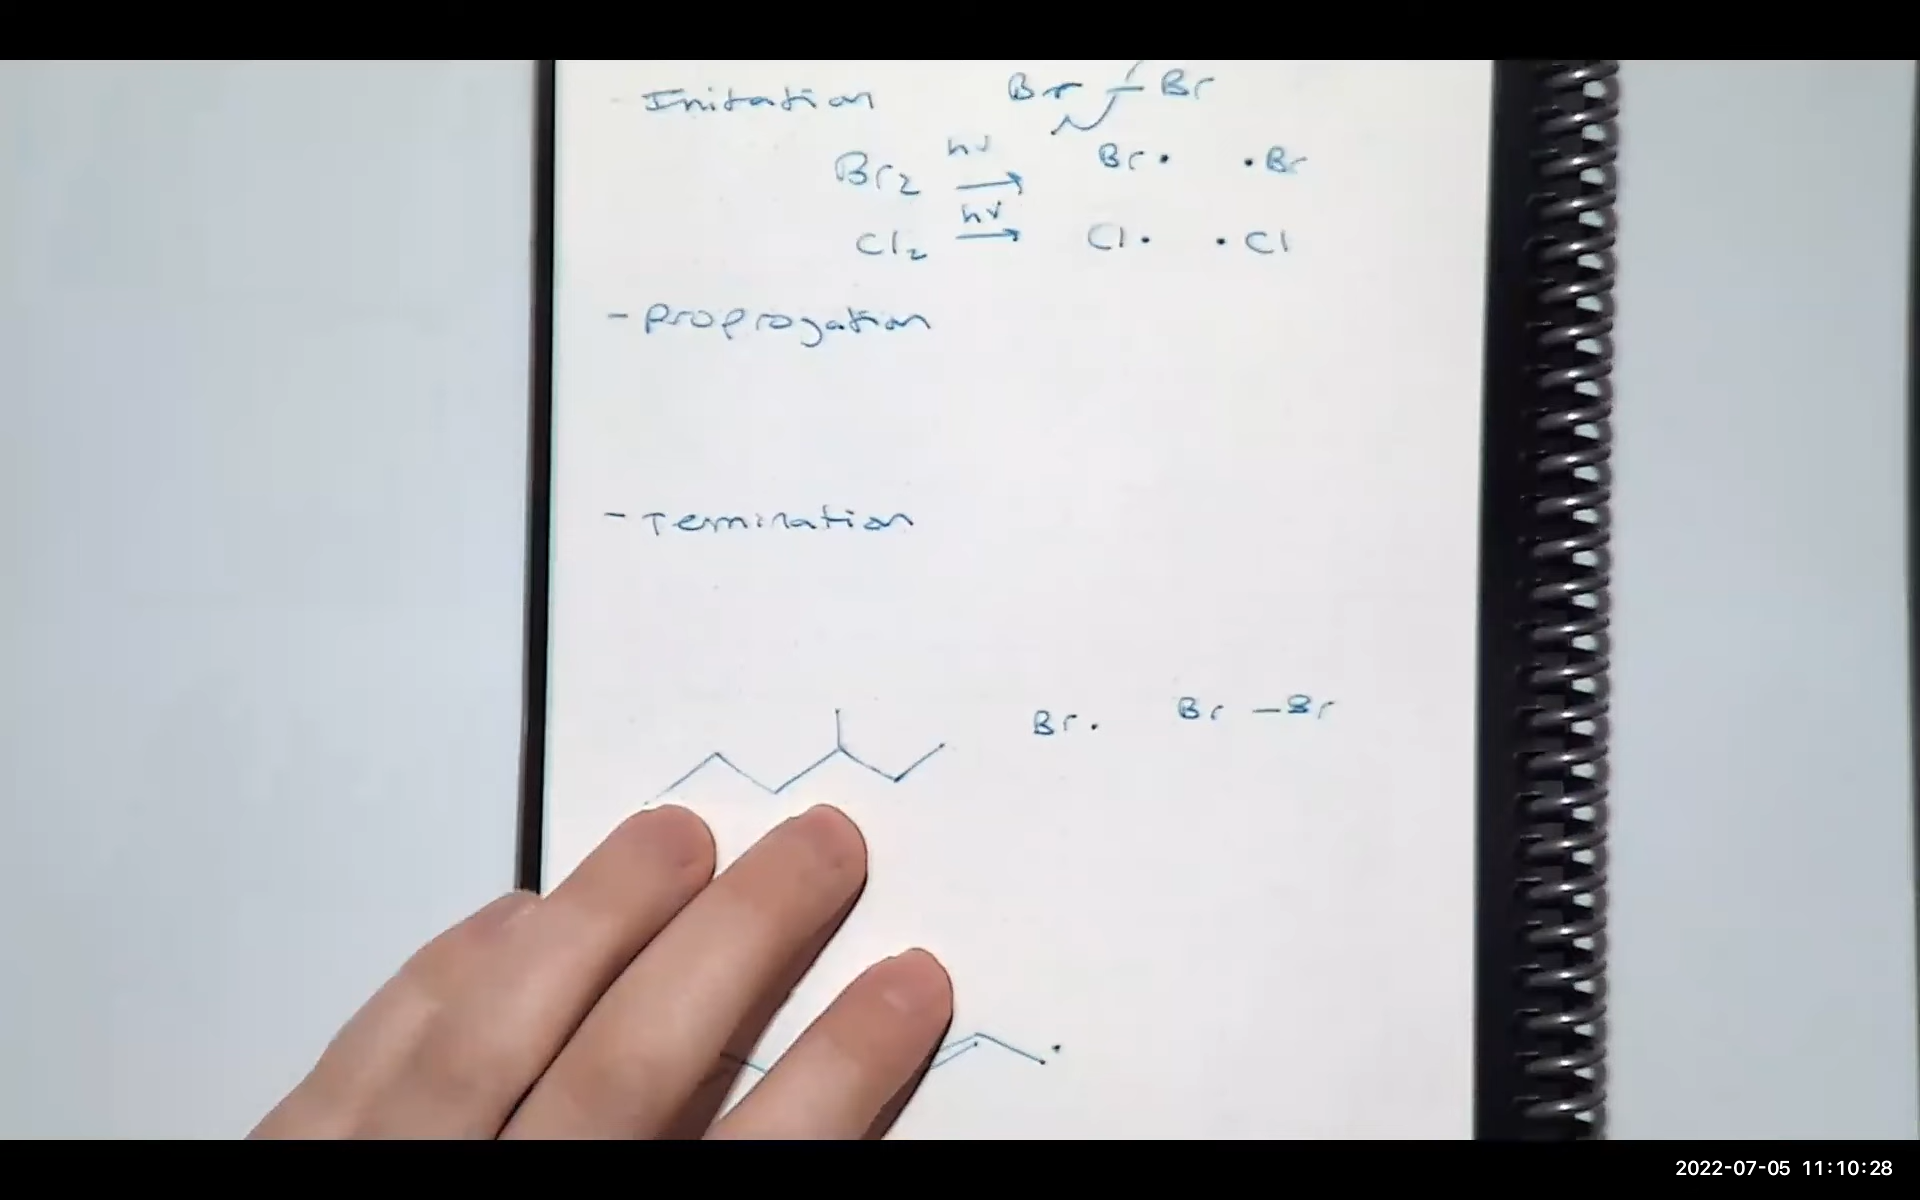 - Initation
Br - Br
Br₂ hν → Br• •Br
Cl₂ hν → Cl• •Cl
- Proprogation
- Termination
Br• Br - Br
2022-07-05 11:10:28